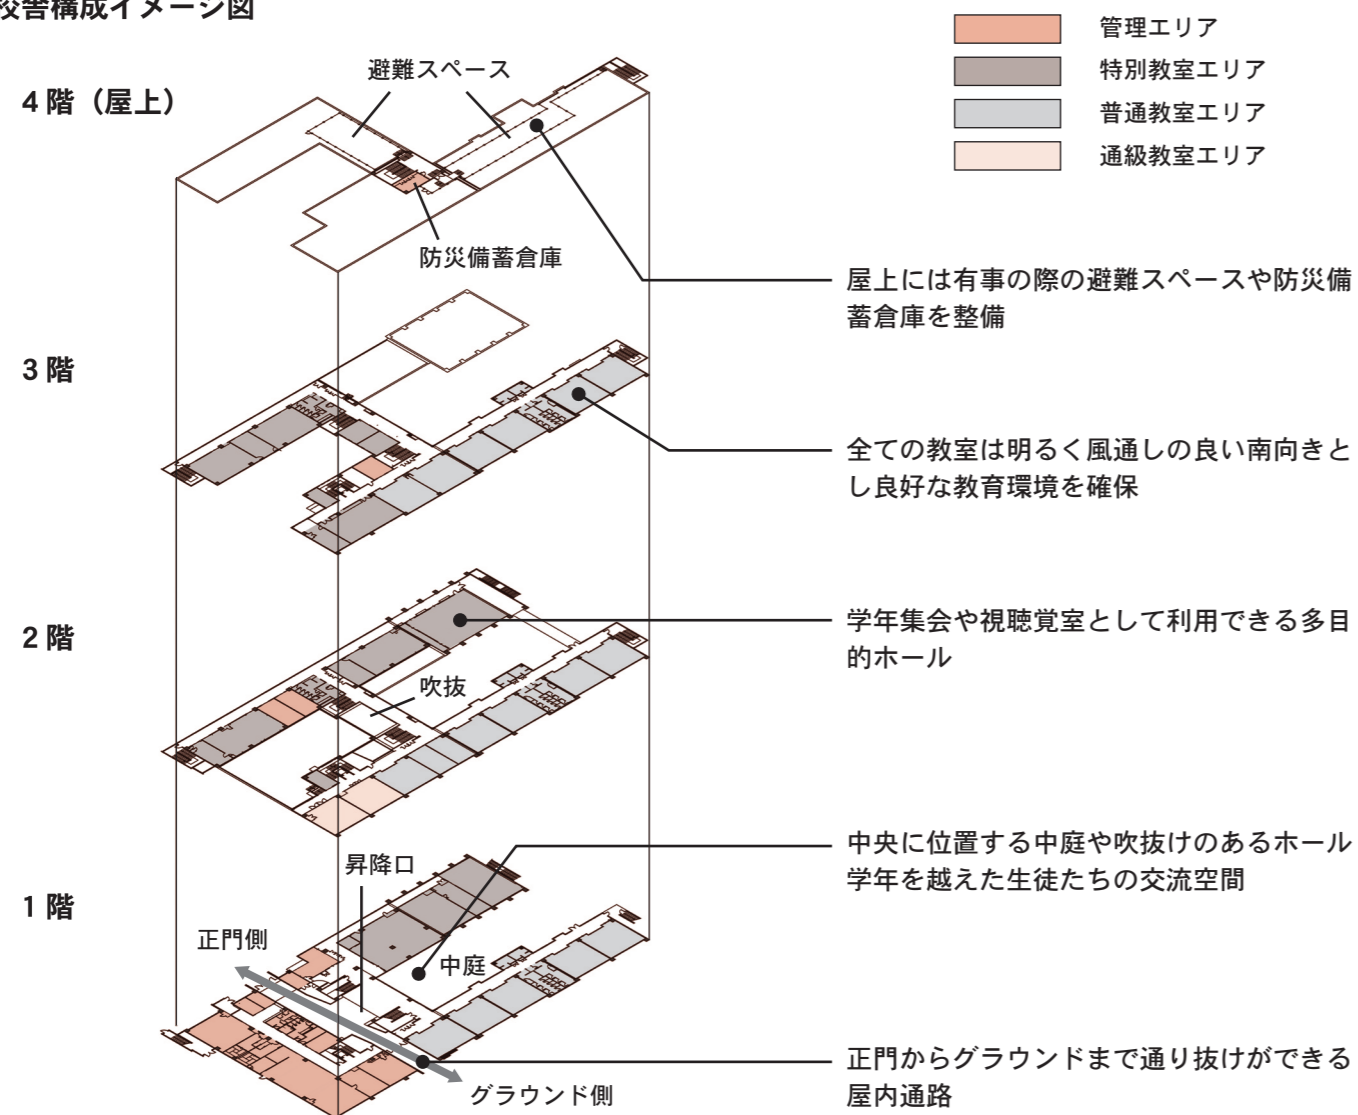 校舎構成イメージ図
管理エリア
特別教室エリア
普通教室エリア
通級教室エリア
4階（屋上）
避難スペース
防災備蓄倉庫
屋上には有事の際の避難スペースや防災備
蓄倉庫を整備
3階
全ての教室は明るく風通しの良い南向きと
し良好な教育環境を確保
2階
学年集会や視聴覚室として利用できる多目
的ホール
吹抜
中央に位置する中庭や吹抜けのあるホール
学年を越えた生徒たちの交流空間
昇降口
1階
正門側
中庭
正門からグラウンドまで通り抜けができる
屋内通路
グラウンド側